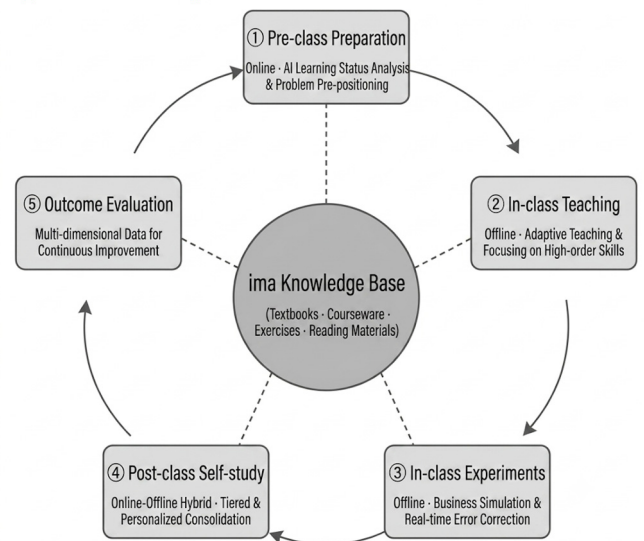 ① Pre-class Preparation
Online · AI Learning Status Analysis
& Problem Pre-positioning
② In-class Teaching
Offline · Adaptive Teaching &
Focusing on High-order Skills
③ In-class Experiments
Offline · Business Simulation &
Real-time Error Correction
④ Post-class Self-study
Online-Offline Hybrid · Tiered &
Personalized Consolidation
⑤ Outcome Evaluation
Multi-dimensional Data for
Continuous Improvement
ima Knowledge Base
(Textbooks · Courseware ·
Exercises · Reading Materials)